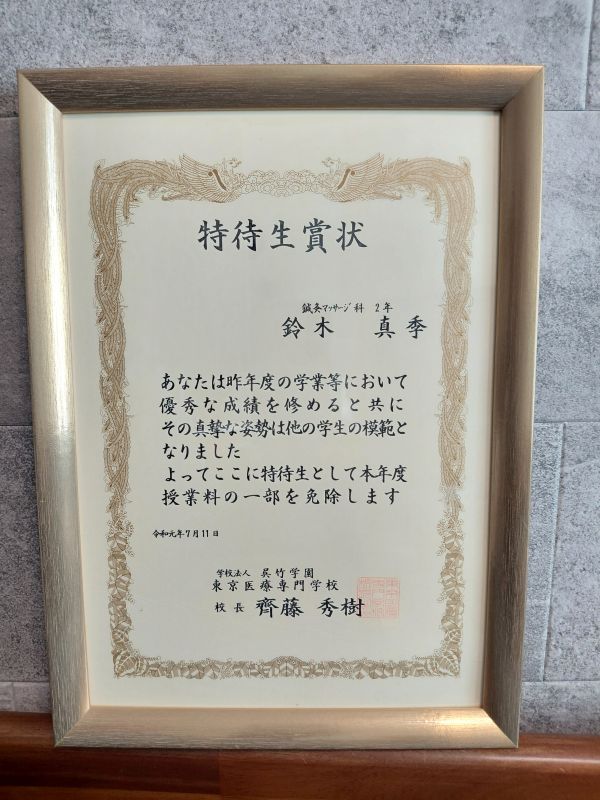 特待生賞状
鍼灸マッサージ科 2年
鈴木 真季
あなたは昨年度の学業等において
優秀な成績を修めると共に
その真摯な姿勢は他の学生の模範と
なりました
よってここに特待生として本年度
授業料の一部を免除します
令和元年7月11日
学校法人 呉竹学園
東京医療専門学校
校長 齊藤 秀樹